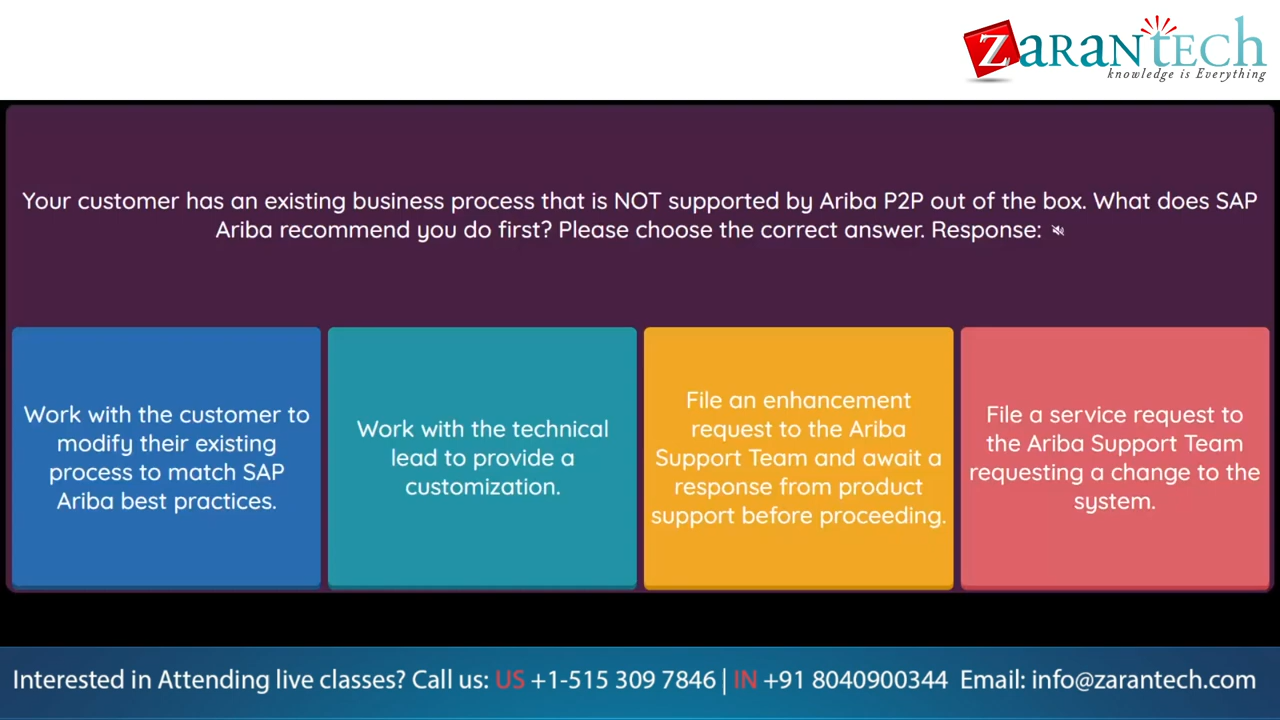 ZARANTECH
knowledge is Everything
Your customer has an existing business process that is NOT supported by Ariba P2P out of the box. What does SAP
Ariba recommend you do first? Please choose the correct answer. Response:
Work with the customer to
modify their existing
process to match SAP
Ariba best practices.
Work with the technical
lead to provide a
customization.
File an enhancement
request to the Ariba
Support Team and await a
response from product
support before proceeding.
File a service request to
the Ariba Support Team
requesting a change to the
system.
Interested in Attending live classes? Call us: US +1-515 309 7846 | IN +91 8040900344 Email: info@zarantech.com